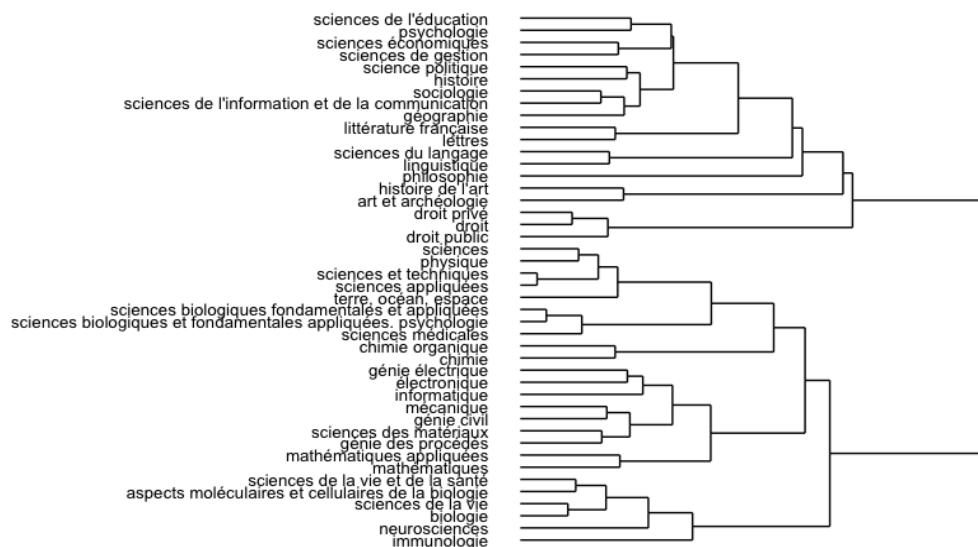 sciences de l'éducation
psychologie
sciences économiques
sciences de gestion
science politique
histoire
sociologie
sciences de l'information et de la communication
géographie
littérature française
lettres
sciences du langage
linguistique
philosophie
histoire de l'art
art et archéologie
droit privé
droit
droit public
sciences
physique
sciences et techniques
sciences appliquées
terre, océan, espace
sciences biologiques fondamentales et appliquées
sciences biologiques et fondamentales appliquées. psychologie
sciences médicales
chimie organique
chimie
génie électrique
électronique
informatique
mécanique
génie civil
sciences des matériaux
génie des procédés
mathématiques appliquées
mathématiques
sciences de la vie et de la santé
aspects moléculaires et cellulaires de la biologie
sciences de la vie
biologie
neurosciences
immunologie